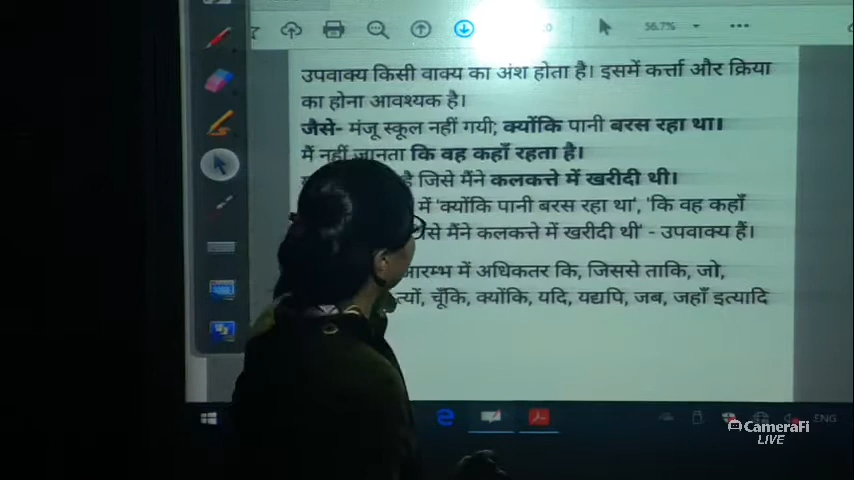 56.7%
उपवाक्य किसी वाक्य का अंश होता है। इसमें कर्त्ता और क्रिया
का होना आवश्यक है।
जैसे- मंजू स्कूल नहीं गयी; क्योंकि पानी बरस रहा था।
मैं नहीं जानता कि वह कहाँ रहता है।
है जिसे मैंने कलकत्ते में खरीदी थी।
में 'क्योंकि पानी बरस रहा था', 'कि वह कहाँ
मैंने कलकत्ते में खरीदी थी' - उपवाक्य हैं।
में अधिकतर कि, जिससे ताकि, जो,
चूँकि, क्योंकि, यदि, यद्यपि, जब, जहाँ इत्यादि
ENG
CameraFi
LIVE